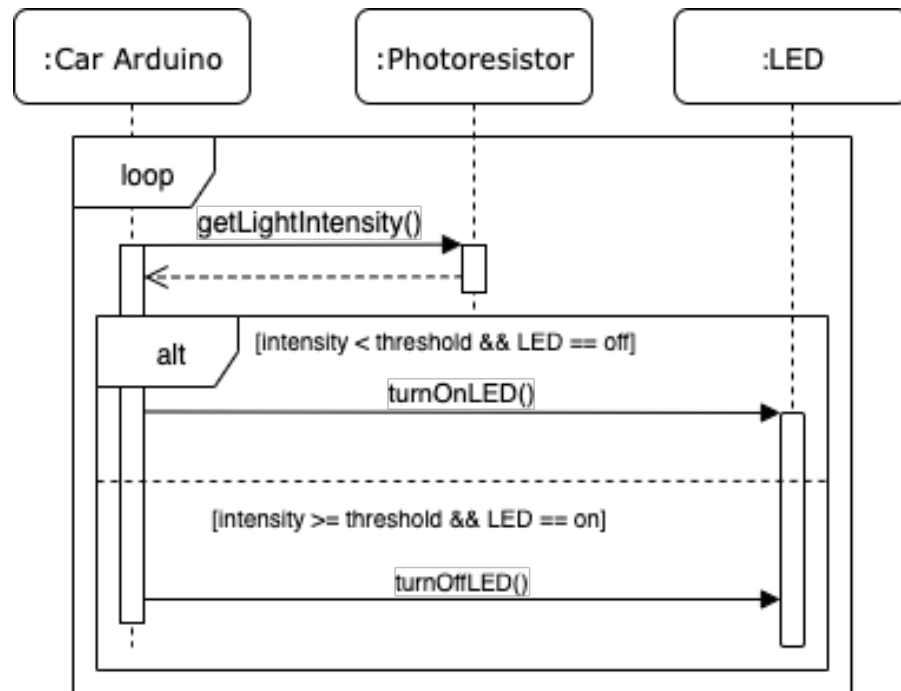 :Car Arduino
:Photoresistor
:LED
loop
getLightIntensity()
alt
[intensity < threshold && LED == off]
turnOnLED()
[intensity >= threshold && LED == on]
turnOffLED()